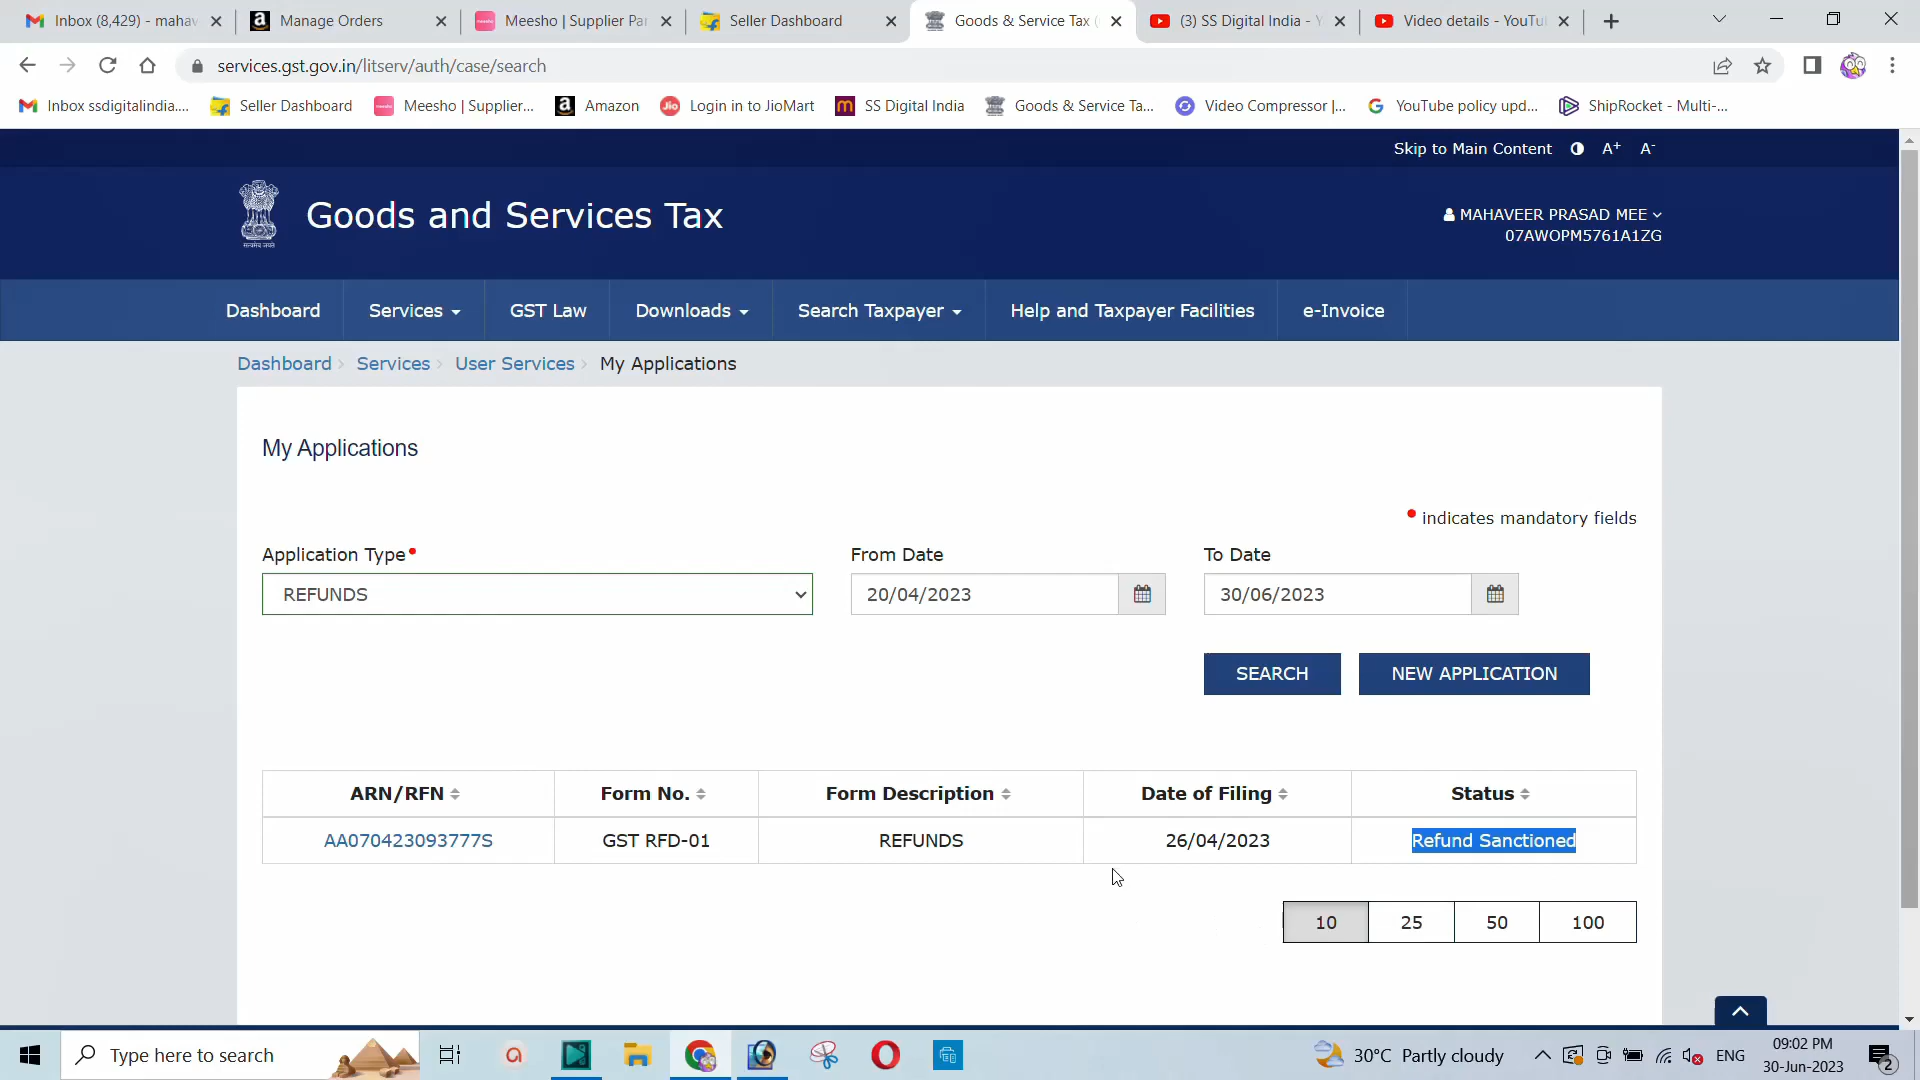 Inbox (8,429) - mahav
Manage Orders
Meesho | Supplier Pa
Seller Dashboard
Goods & Service Tax (
(3) SS Digital India - Y
Video details - YouTu
services.gst.gov.in/litserv/auth/case/search
Inbox ssdigitalindia....
Seller Dashboard
Meesho | Supplier...
Amazon
Login in to JioMart
SS Digital India
Goods & Service Ta...
Video Compressor |...
YouTube policy upd...
ShipRocket - Multi-...
Skip to Main Content A+ A-
Goods and Services Tax
MAHAVEER PRASAD MEE
07AWOPM5761A1ZG
Dashboard Services GST Law Downloads Search Taxpayer Help and Taxpayer Facilities e-Invoice
Dashboard Services User Services My Applications
My Applications
indicates mandatory fields
Application Type From Date To Date
REFUNDS 20/04/2023 30/06/2023
SEARCH NEW APPLICATION
ARN/RFN Form No. Form Description Date of Filing Status
AA070423093777S GST RFD-01 REFUNDS 26/04/2023 Refund Sanctioned
10 25 50 100
Type here to search
30°C Partly cloudy
ENG
09:02 PM
30-Jun-2023
2